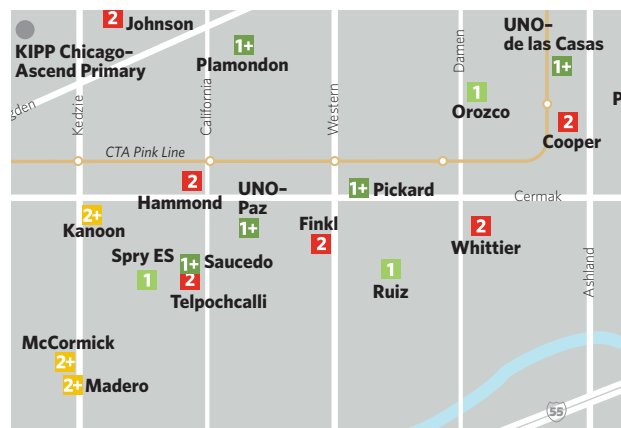 2 Johnson
KIPP Chicago–
Ascend Primary
1+
Plamondon
UNO–
de las Casas
1+
Damen
1
Orozco
2
Cooper
P
gden
Kedzie
California
Western
CTA Pink Line
2
Hammond
UNO–
Paz
1+
1+ Pickard
Cermak
2+
Kanoon
Finkl
2
2
Whittier
Spry ES
1
1+ Saucedo
2
Telpochcalli
1
Ruiz
Ashland
McCormick
2+
2+ Madero
55